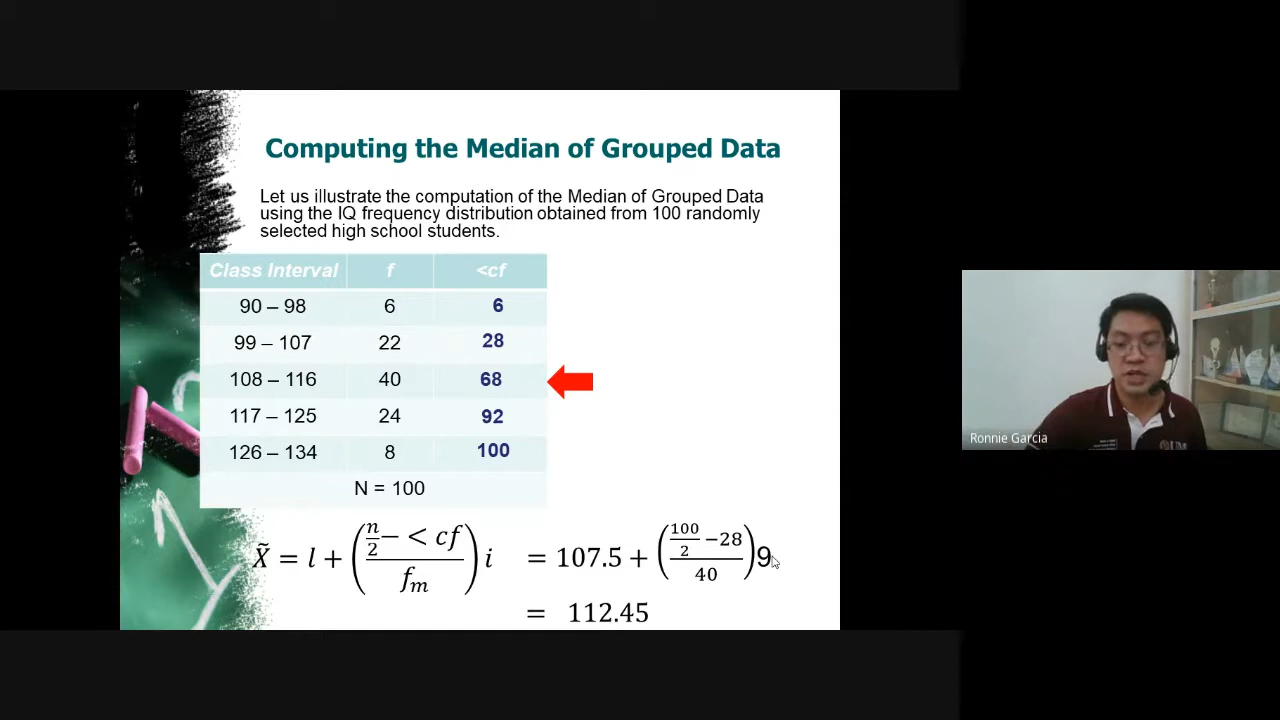 Computing the Median of Grouped Data
Let us illustrate the computation of the Median of Grouped Data
using the IQ frequency distribution obtained from 100 randomly
selected high school students.
Class Interval f <cf
90 – 98 6 6
99 – 107 22 28
108 – 116 40 68
117 – 125 24 92
126 – 134 8 100
N = 100
X̃ = l + ( (n/2 − < cf) / fₘ ) i = 107.5 + ( (100/2 − 28) / 40 ) 9
= 112.45
Ronnie Garcia